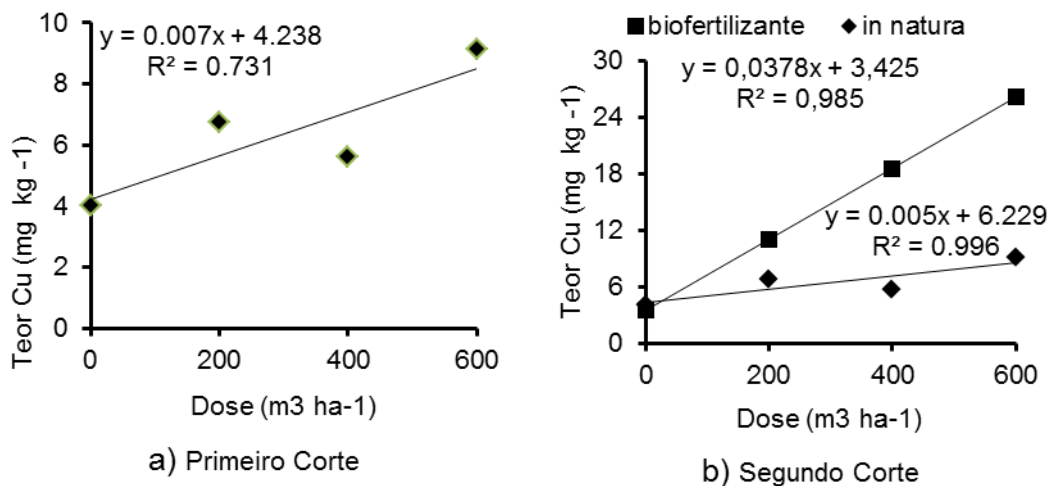 10
8
6
4
2
0
y = 0.007x + 4.238
R² = 0.731
0 200 400 600
Teor Cu (mg kg -1)
Dose (m3 ha-1)
a) Primeiro Corte
biofertilizante in natura
30
24
18
12
6
0
y = 0,0378x + 3,425
R² = 0,985
y = 0.005x + 6.229
R² = 0.996
0 200 400 600
Teor Cu (mg kg -1)
Dose (m3 ha-1)
b) Segundo Corte